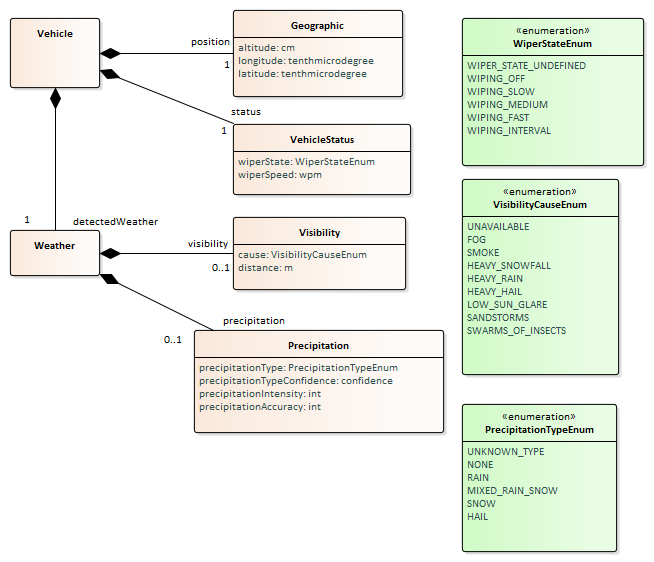 Vehicle
position
1
Geographic
altitude: cm
longitude: tenthmicrodegree
latitude: tenthmicrodegree
status
1
VehicleStatus
wiperState: WiperStateEnum
wiperSpeed: wpm
1
detectedWeather
Weather
visibility
0..1
Visibility
cause: VisibilityCauseEnum
distance: m
precipitation
0..1
Precipitation
precipitationType: PrecipitationTypeEnum
precipitationTypeConfidence: confidence
precipitationIntensity: int
precipitationAccuracy: int
«enumeration»
WiperStateEnum
WIPER_STATE_UNDEFINED
WIPING_OFF
WIPING_SLOW
WIPING_MEDIUM
WIPING_FAST
WIPING_INTERVAL
«enumeration»
VisibilityCauseEnum
UNAVAILABLE
FOG
SMOKE
HEAVY_SNOWFALL
HEAVY_RAIN
HEAVY_HAIL
LOW_SUN_GLARE
SANDSTORMS
SWARMS_OF_INSECTS
«enumeration»
PrecipitationTypeEnum
UNKNOWN_TYPE
NONE
RAIN
MIXED_RAIN_SNOW
SNOW
HAIL